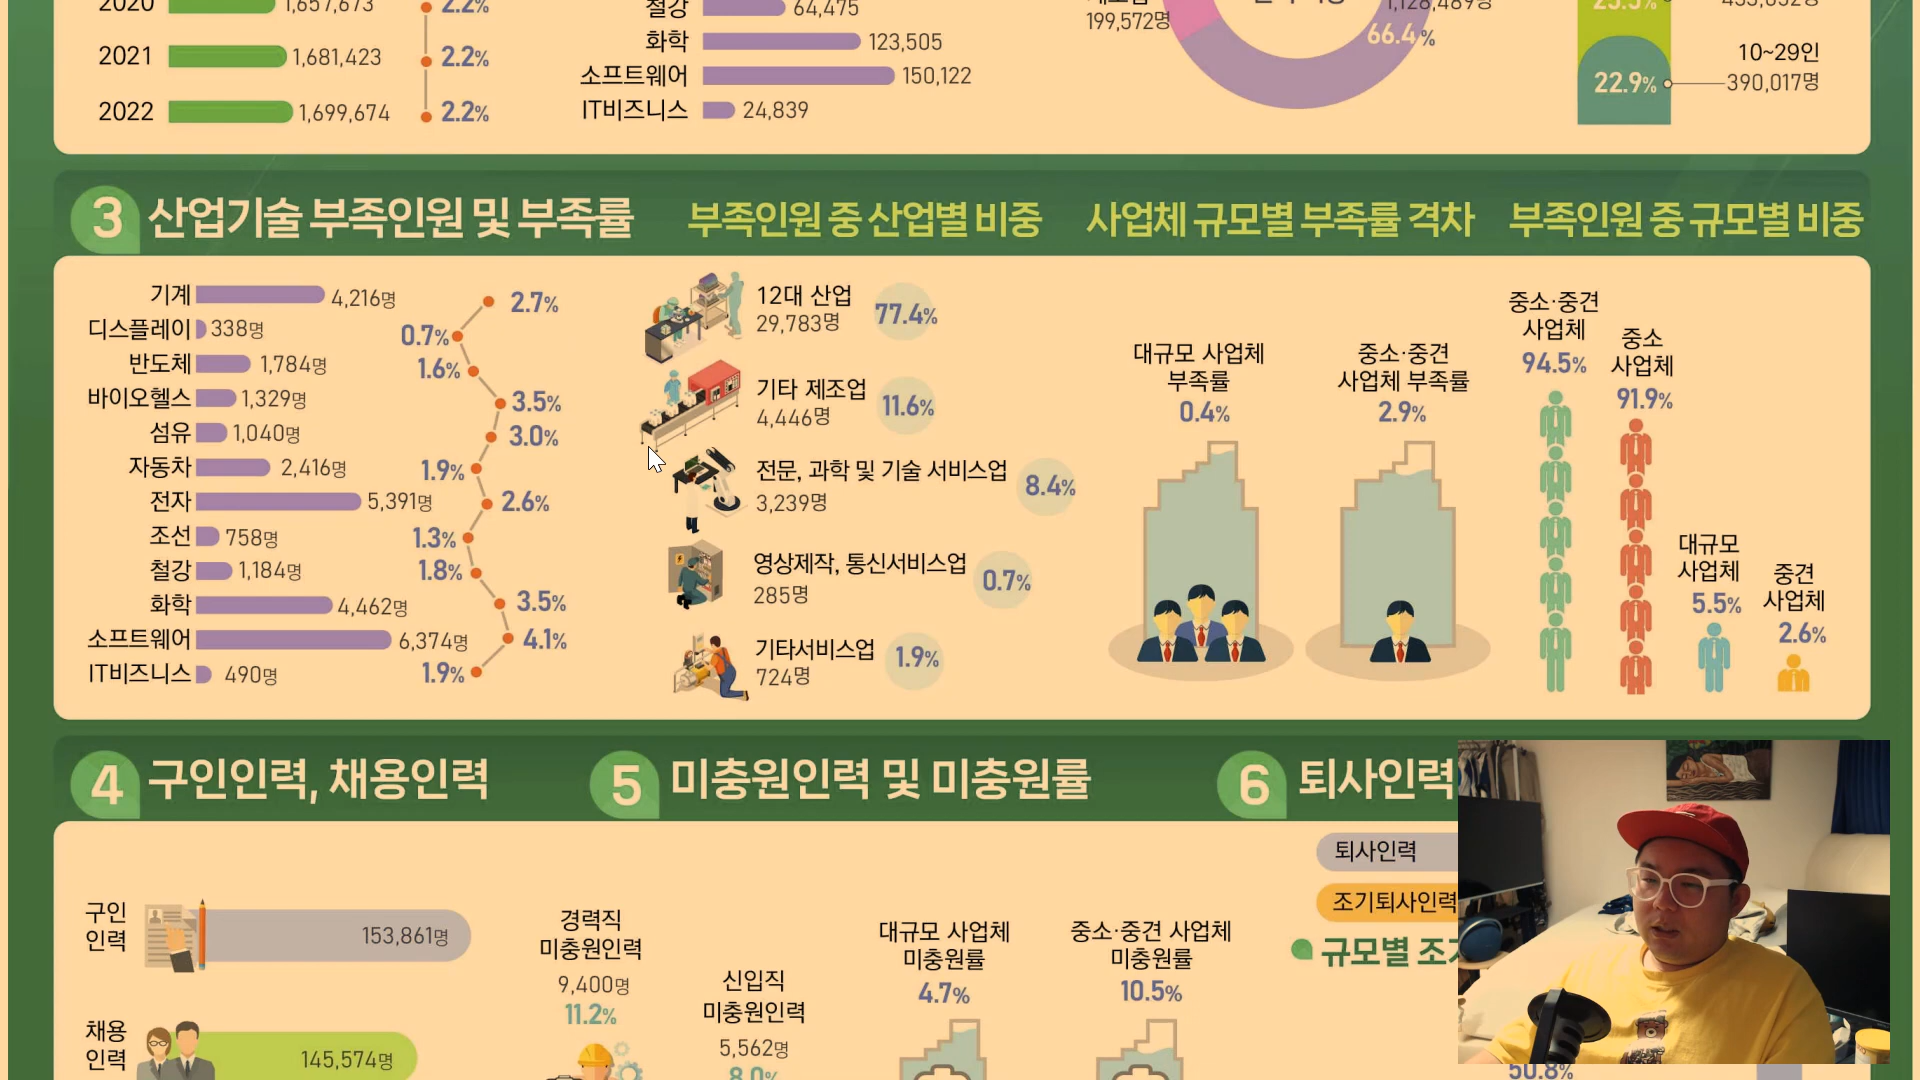 2020 1,657,673 2.2%
2021 1,681,423 2.2%
2022 1,699,674 2.2%
철강 64,475
화학 123,505
소프트웨어 150,122
IT비즈니스 24,839
199,572명
66.4%
10~29인
22.9% 390,017명
3 산업기술 부족인원 및 부족률
부족인원 중 산업별 비중
사업체 규모별 부족률 격차
부족인원 중 규모별 비중
기계 4,216명 2.7%
디스플레이 338명 0.7%
반도체 1,784명 1.6%
바이오헬스 1,329명 3.5%
섬유 1,040명 3.0%
자동차 2,416명 1.9%
전자 5,391명 2.6%
조선 758명 1.3%
철강 1,184명 1.8%
화학 4,462명 3.5%
소프트웨어 6,374명 4.1%
IT비즈니스 490명 1.9%
12대 산업
29,783명
77.4%
기타 제조업
4,446명
11.6%
전문, 과학 및 기술 서비스업
3,239명
8.4%
영상제작, 통신서비스업
285명
0.7%
기타서비스업
724명
1.9%
대규모 사업체
부족률
0.4%
중소·중견
사업체 부족률
2.9%
중소·중견
사업체
94.5%
중소
사업체
91.9%
대규모
사업체
5.5%
중견
사업체
2.6%
4 구인인력, 채용인력
5 미충원인력 및 미충원률
6 퇴사인력
구인
인력
153,861명
채용
인력
145,574명
경력직
미충원인력
9,400명
11.2%
신입직
미충원인력
5,562명
8.0%
대규모 사업체
미충원률
4.7%
중소·중견 사업체
미충원률
10.5%
퇴사인력
조기퇴사인력
규모별 조기
50.8%